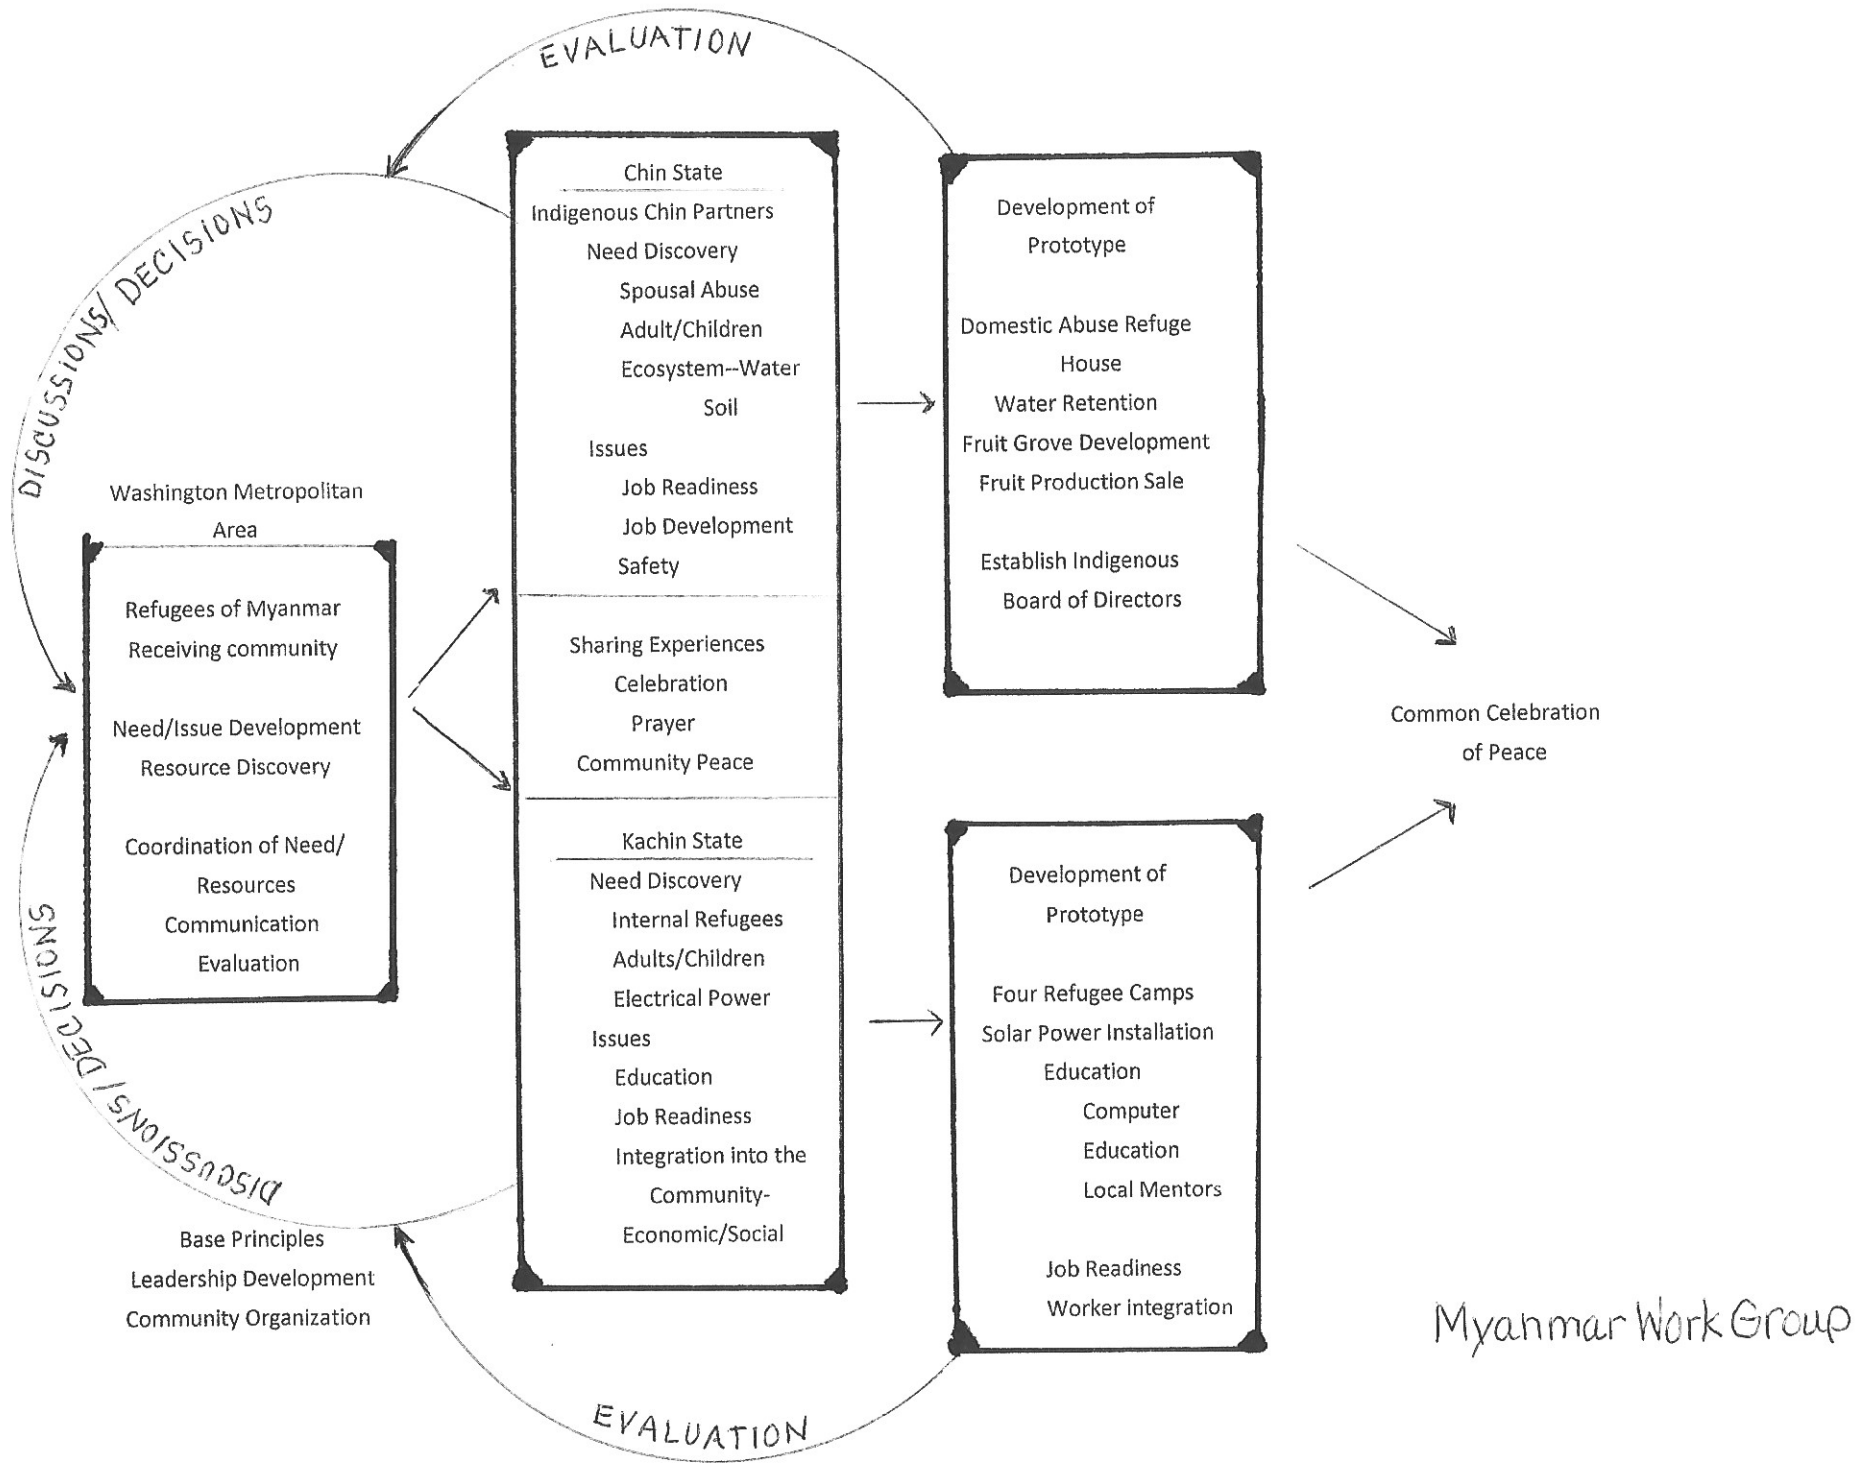 EVALUATION
DISCUSSIONS/DECISIONS
Washington Metropolitan
Area
Refugees of Myanmar
Receiving community
Need/Issue Development
Resource Discovery
Coordination of Need/
Resources
Communication
Evaluation
DISCUSSIONS/DECISIONS
Base Principles
Leadership Development
Community Organization
Chin State
Indigenous Chin Partners
Need Discovery
Spousal Abuse
Adult/Children
Ecosystem--Water
Soil
Issues
Job Readiness
Job Development
Safety
Sharing Experiences
Celebration
Prayer
Community Peace
Kachin State
Need Discovery
Internal Refugees
Adults/Children
Electrical Power
Issues
Education
Job Readiness
Integration into the
Community-
Economic/Social
Development of
Prototype
Domestic Abuse Refuge
House
Water Retention
Fruit Grove Development
Fruit Production Sale
Establish Indigenous
Board of Directors
Development of
Prototype
Four Refugee Camps
Solar Power Installation
Education
Computer
Education
Local Mentors
Job Readiness
Worker integration
EVALUATION
Common Celebration
of Peace
Myanmar Work Group